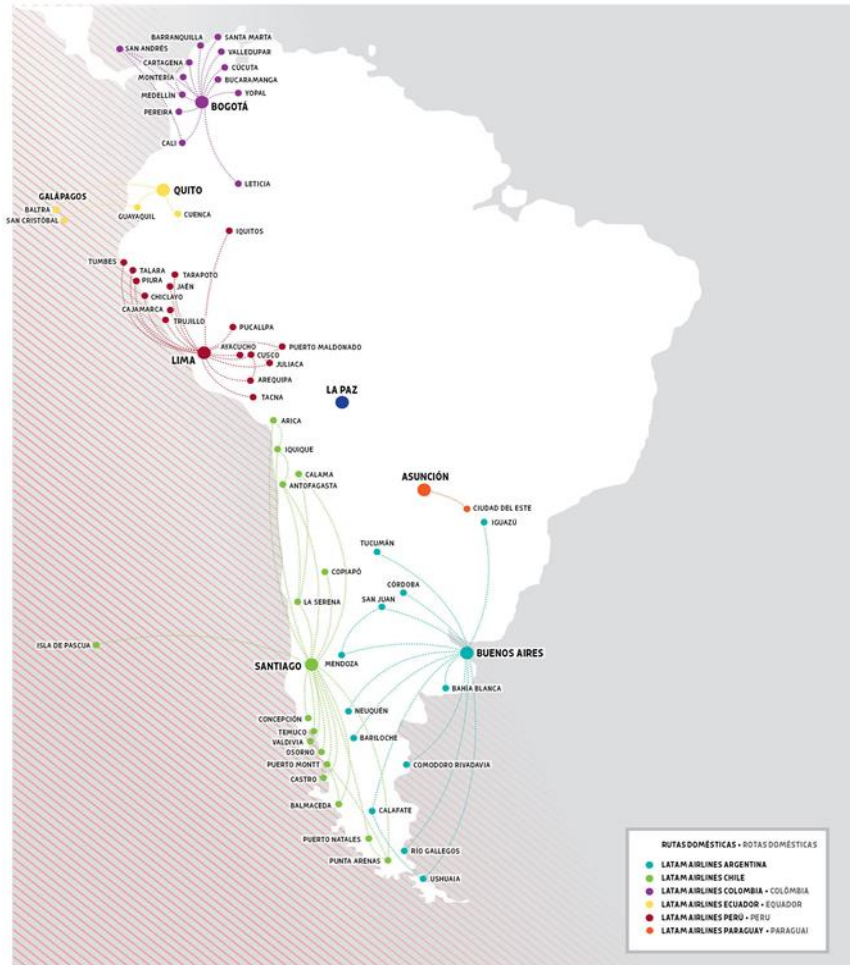 BARRANQUILLA
SANTA MARTA
SAN ANDRÉS
VALLEDUPAR
CARTAGENA
CÚCUTA
MONTERÍA
BUCARAMANGA
MEDELLÍN
YOPAL
BOGOTÁ
PEREIRA
CALI
LETICIA
GALÁPAGOS
QUITO
BALTRA
SAN CRISTÓBAL
GUAYAQUIL
CUENCA
IQUITOS
TUMBES
TALARA
TARAPOTO
PIURA
JAÉN
CHICLAYO
CAJAMARCA
TRUJILLO
PUCALLPA
AYACUCHO
PUERTO MALDONADO
LIMA
CUSCO
JULIACA
AREQUIPA
TACNA
LA PAZ
ARICA
IQUIQUE
CALAMA
ANTOFAGASTA
ASUNCIÓN
CIUDAD DEL ESTE
IGUAZÚ
TUCUMÁN
COPIAPÓ
CÓRDOBA
LA SERENA
SAN JUAN
ISLA DE PASCUA
SANTIAGO
MENDOZA
BUENOS AIRES
BAHÍA BLANCA
CONCEPCIÓN
NEUQUÉN
TEMUCO
VALDIVIA
BARILOCHE
OSORNO
PUERTO MONTT
COMODORO RIVADAVIA
CASTRO
BALMACEDA
CALAFATE
PUERTO NATALES
RÍO GALLEGOS
PUNTA ARENAS
USHUAIA
RUTAS DOMÉSTICAS • ROTAS DOMÉSTICAS
LATAM AIRLINES ARGENTINA
LATAM AIRLINES CHILE
LATAM AIRLINES COLOMBIA • COLÔMBIA
LATAM AIRLINES ECUADOR • EQUADOR
LATAM AIRLINES PERÚ • PERU
LATAM AIRLINES PARAGUAY • PARAGUAI